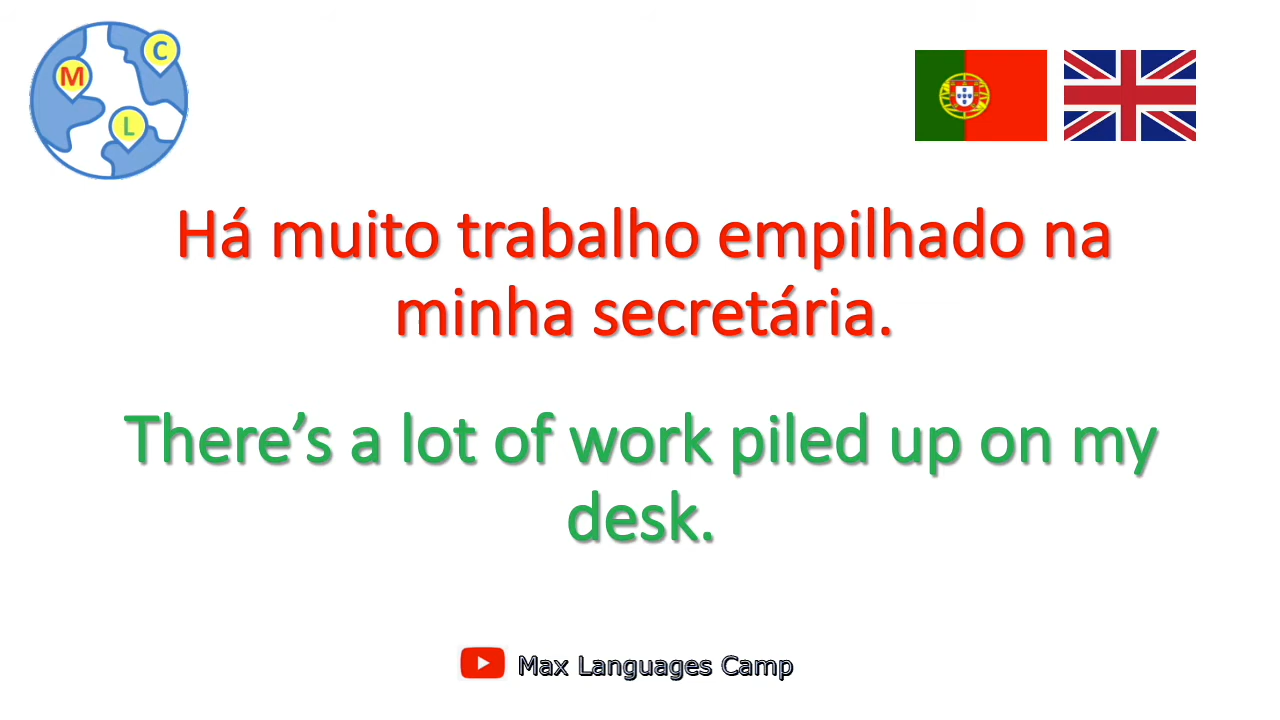 C
M
L
Há muito trabalho empilhado na
minha secretária.
There’s a lot of work piled up on my
desk.
Max Languages Camp